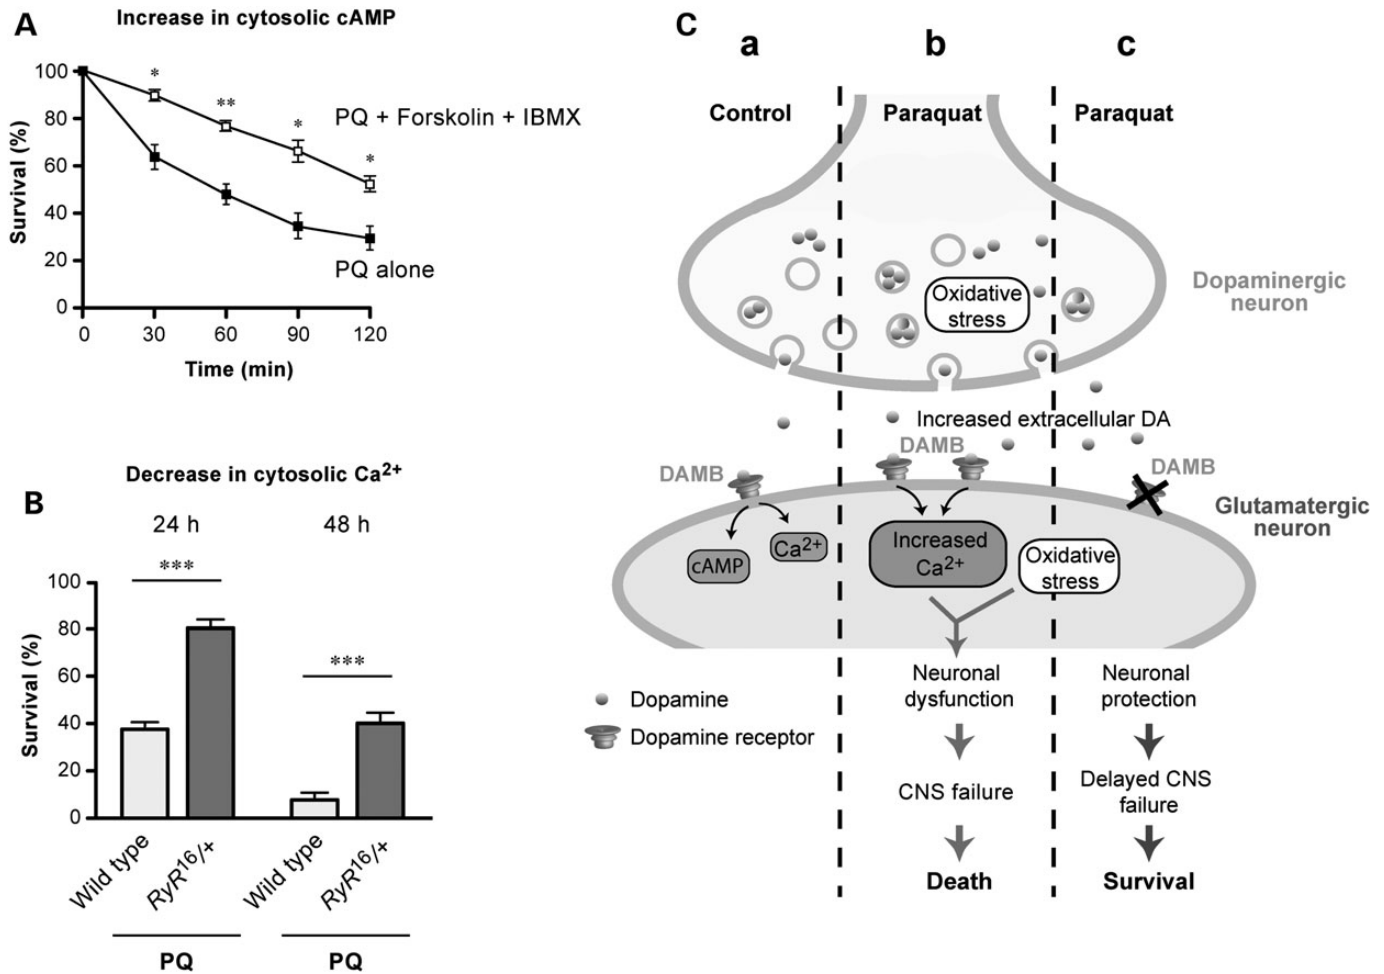 A
Increase in cytosolic cAMP
Survival (%)
100
80
60
40
20
0
*
**
*
*
PQ + Forskolin + IBMX
PQ alone
0 30 60 90 120
Time (min)
B
Decrease in cytosolic Ca2+
24 h 48 h
Survival (%)
100
80
60
40
20
0
***
***
Wild type
RyR16/+
Wild type
RyR16/+
PQ PQ
C
a b c
Control Paraquat Paraquat
Oxidative
stress
Dopaminergic
neuron
Increased extracellular DA
DAMB
DAMB
DAMB
Glutamatergic
neuron
cAMP
Ca2+
Increased
Ca2+
Oxidative
stress
Dopamine
Dopamine receptor
Neuronal
dysfunction
CNS failure
Death
Neuronal
protection
Delayed CNS
failure
Survival